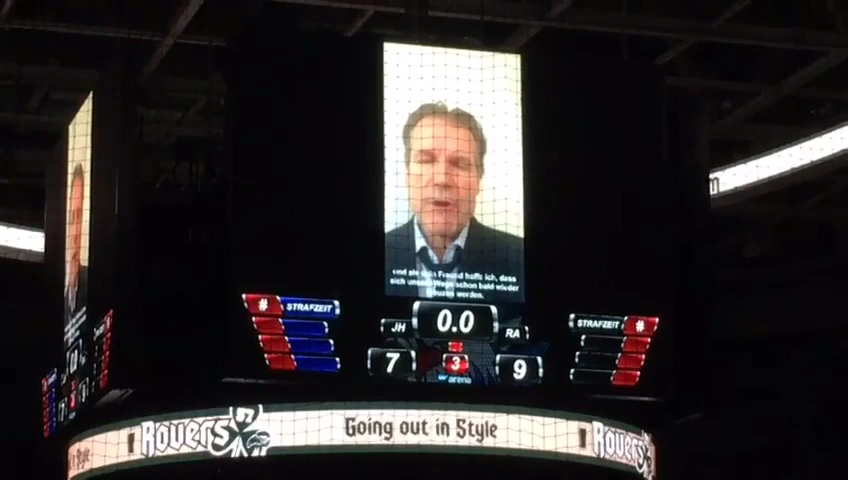 und als dein Freund hoffe ich, dass
sich unsere Wege schon bald wieder
kreuzen werden.
# STRAFZEIT
JH
0.0
RA
STRAFZEIT #
7
3
9
arena
Rovers
Going out in Style
Rovers